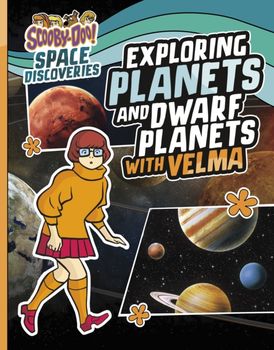 SCOOBY-DOO!
SPACE
DISCOVERIES
EXPLORING
PLANETS
AND DWARF
PLANETS
WITH VELMA